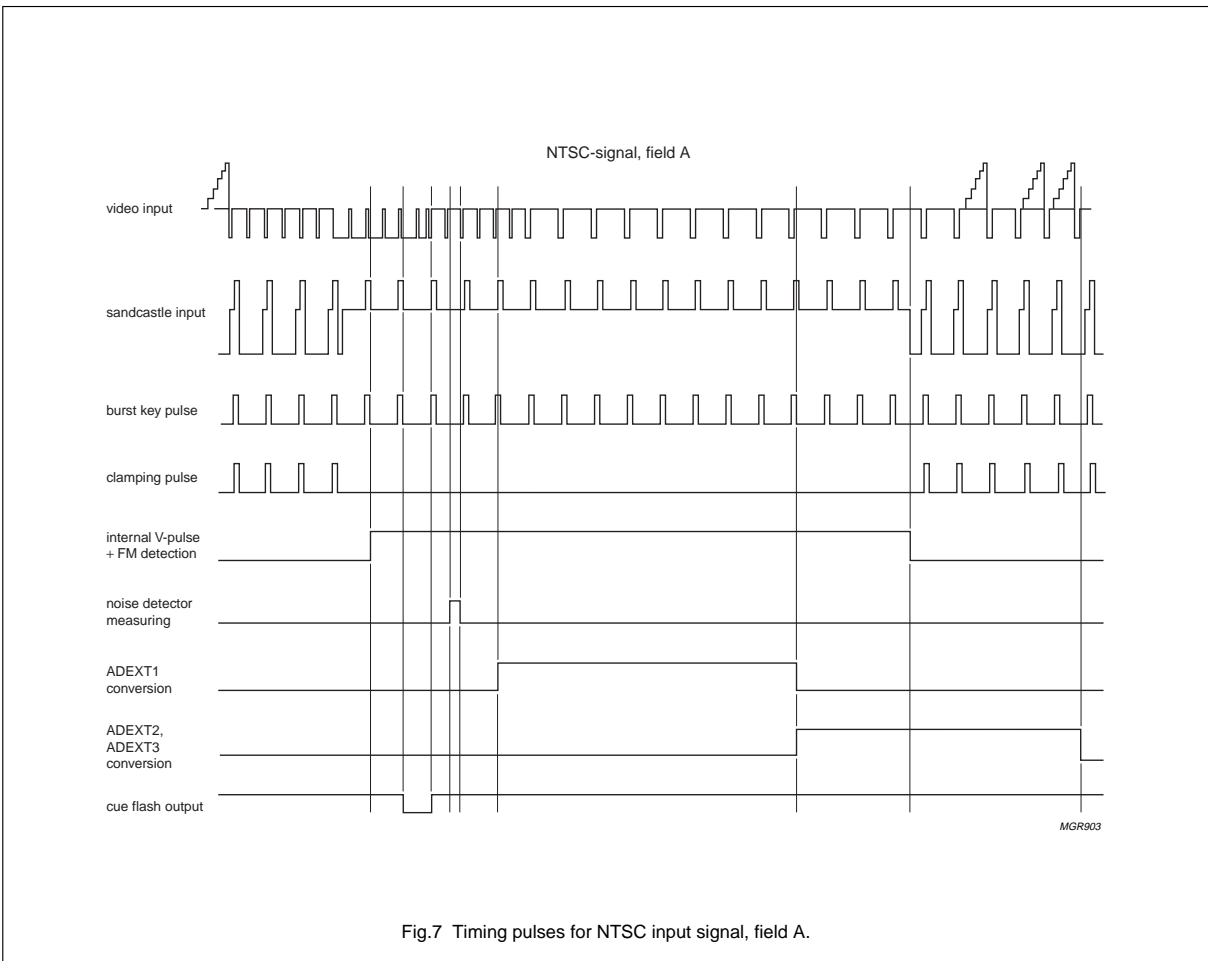 NTSC-signal, field A
video input
sandcastle input
burst key pulse
clamping pulse
internal V-pulse
+ FM detection
noise detector
measuring
ADEXT1
conversion
ADEXT2,
ADEXT3
conversion
cue flash output
MGR903
Fig.7 Timing pulses for NTSC input signal, field A.